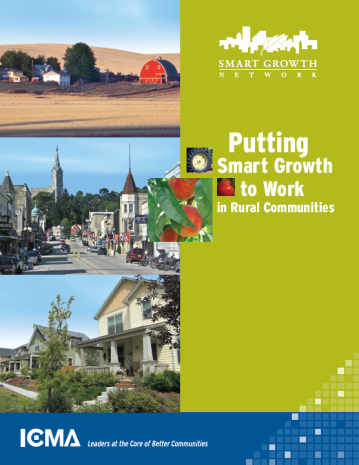 SMART GROWTH
NETWORK
Putting
Smart Growth
to Work
in Rural Communities
ICMA
Leaders at the Core of Better Communities